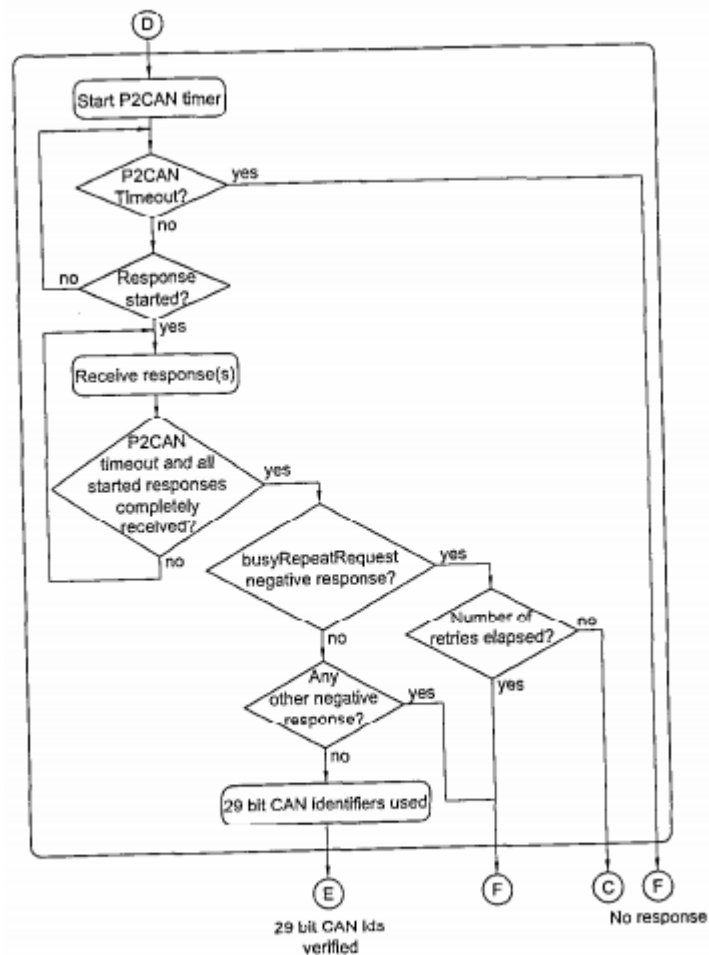 D
Start P2CAN timer
P2CAN
Timeout?
yes
no
no
Response
started?
yes
Receive response(s)
P2CAN
timeout and all
started responses
completely
received?
yes
no
busyRepeatRequest
negative response?
yes
no
Number of
retries elapsed?
no
yes
Any
other negative
response?
yes
no
29 bit CAN identifiers used
E
F
C
F
29 bit CAN Ids
verified
No response